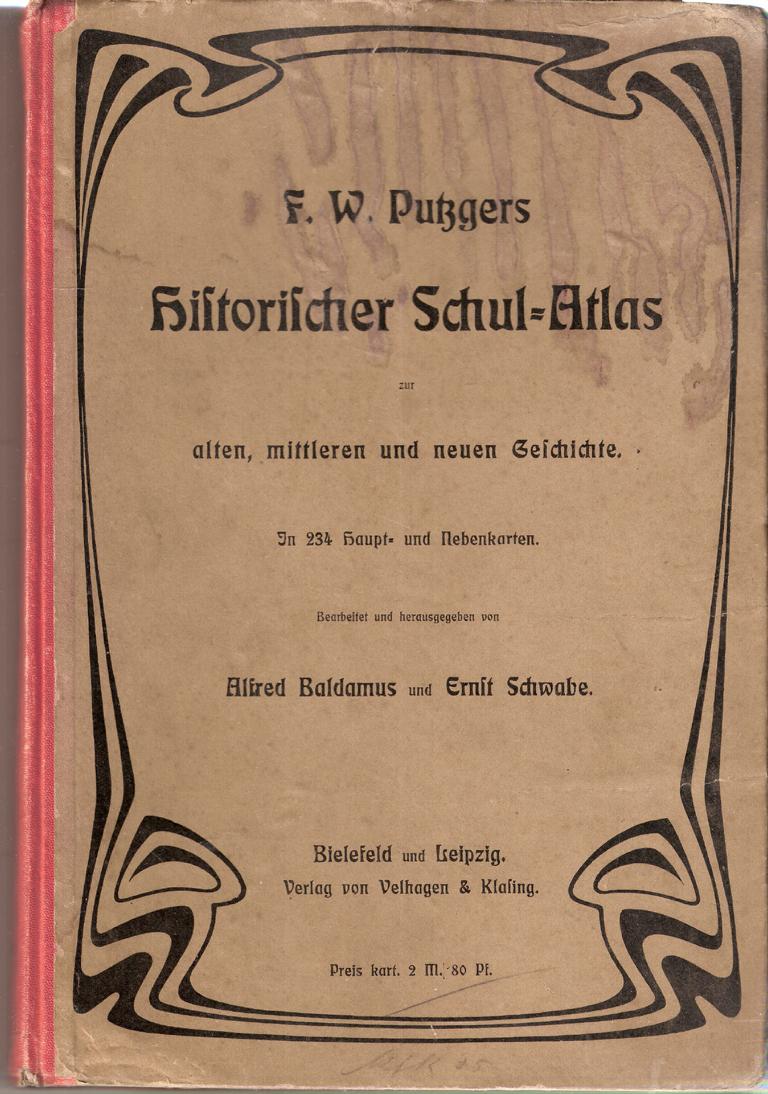 F. W. Putzgers
Hiſtoriſcher Schul-Atlas
zur
alten, mittleren und neuen Geſchichte.
In 234 Haupt- und Nebenkarten.
Bearbeitet und herausgegeben von
Alfred Baldamus und Ernſt Schwabe.
Bielefeld und Leipzig.
Verlag von Velhagen & Klaſing.
Preis kart. 2 M. 80 Pf.